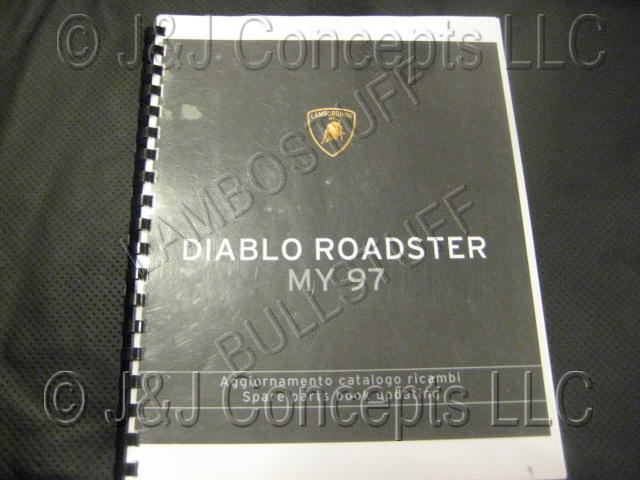 © J&J Concepts LLC
LAMBORGHINI
LAMBOSTUFF
DIABLO ROADSTER
MY 97
BULLSTUFF
Aggiornamento catalogo ricambi
Spare parts book updating
© J&J Concepts LLC